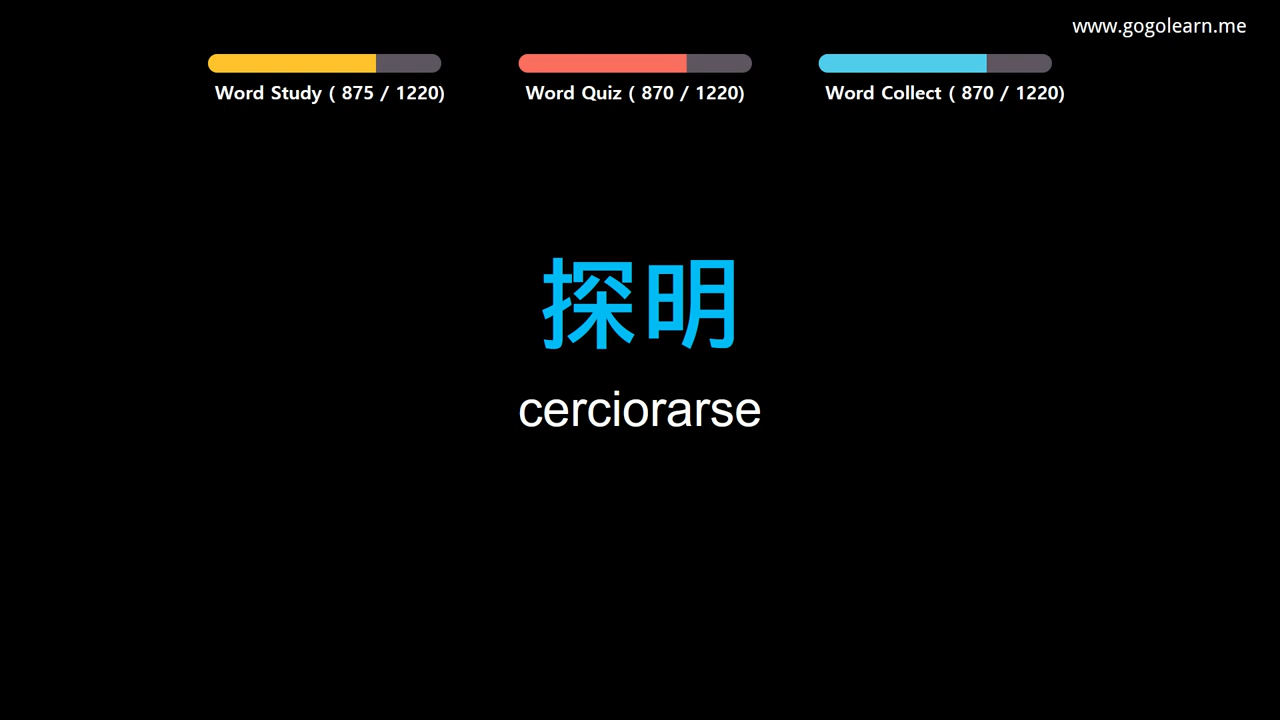 www.gogolearn.me
Word Study ( 875 / 1220)
Word Quiz ( 870 / 1220)
Word Collect ( 870 / 1220)
探明
cerciorarse